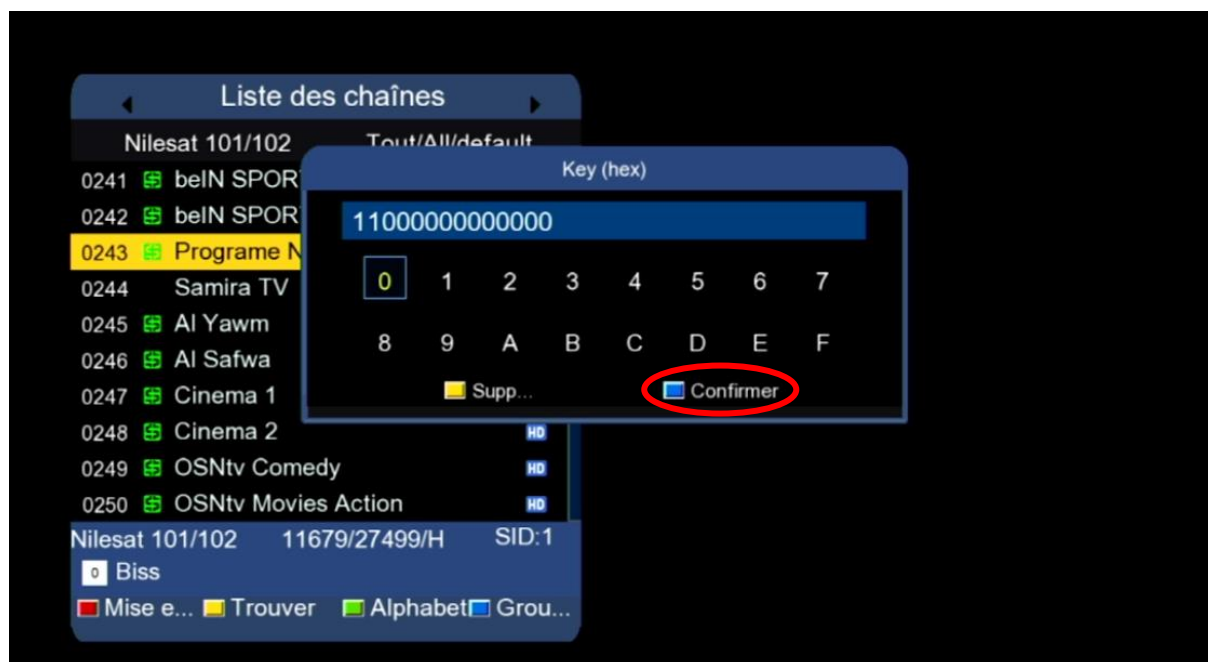 Liste des chaînes
Nilesat 101/102 Tout/All/default
Key (hex)
11000000000000
0 1 2 3 4 5 6 7
8 9 A B C D E F
Supp... Confirmer
0241 beIN SPOR
0242 beIN SPOR
0243 Programe N
0244 Samira TV
0245 Al Yawm
0246 Al Safwa
0247 Cinema 1
0248 Cinema 2 HD
0249 OSNtv Comedy HD
0250 OSNtv Movies Action HD
Nilesat 101/102 11679/27499/H SID:1
0 Biss
Mise e... Trouver Alphabet Grou...